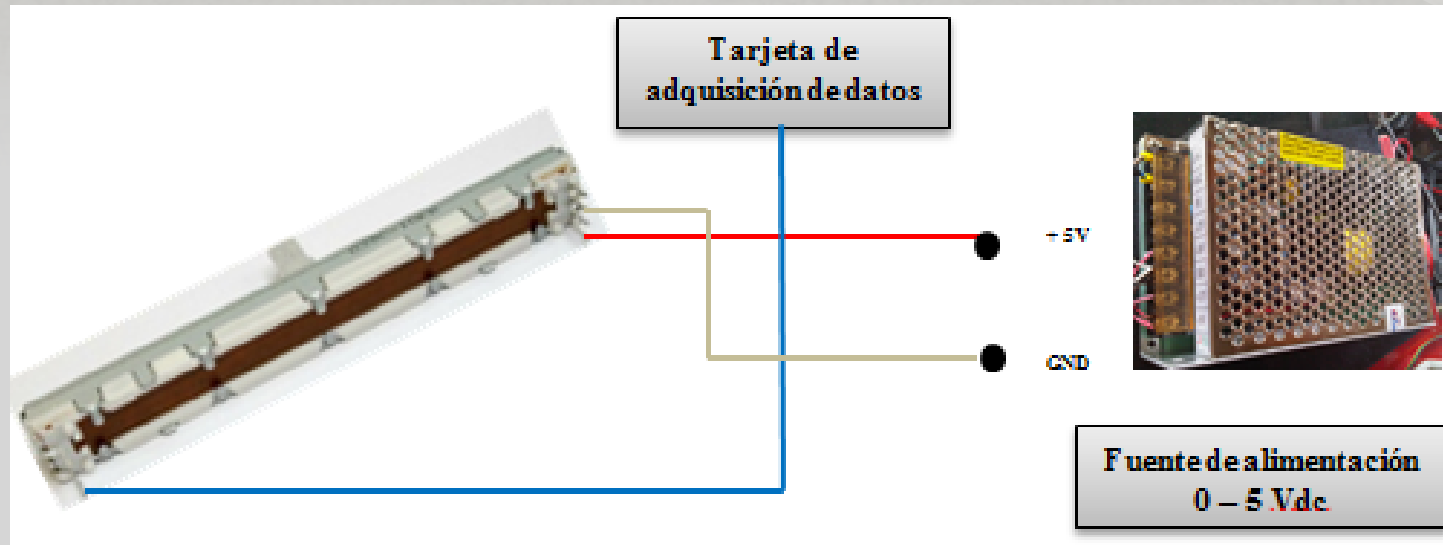 Tarjeta de
adquisición de datos
+ 5V
GND
Fuente de alimentación
0 – 5 Vdc.